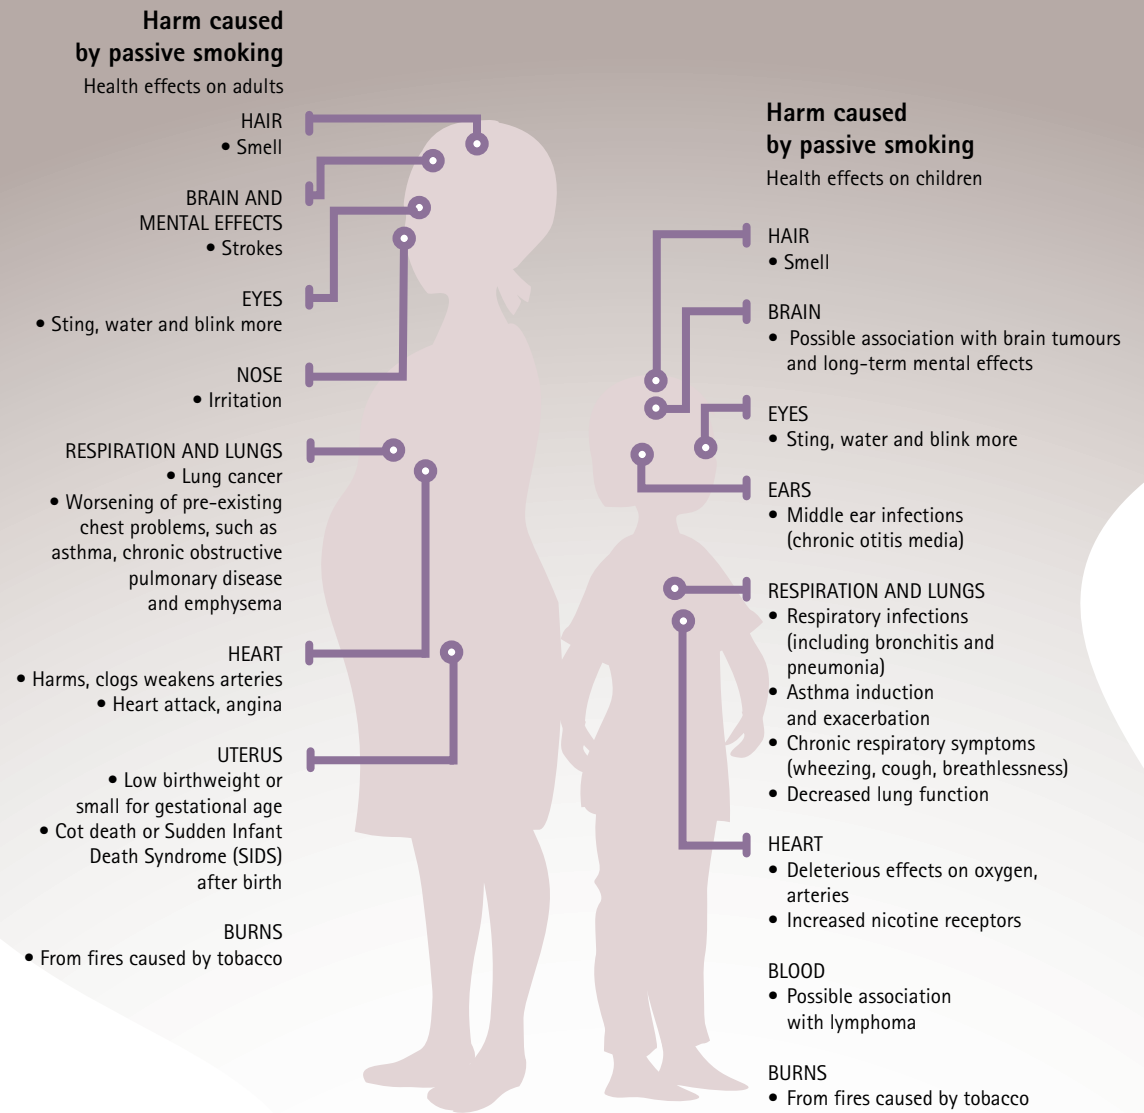 Harm caused
by passive smoking
Health effects on adults
HAIR
• Smell
BRAIN AND
MENTAL EFFECTS
• Strokes
EYES
• Sting, water and blink more
NOSE
• Irritation
RESPIRATION AND LUNGS
• Lung cancer
• Worsening of pre-existing
chest problems, such as
asthma, chronic obstructive
pulmonary disease
and emphysema
HEART
• Harms, clogs weakens arteries
• Heart attack, angina
UTERUS
• Low birthweight or
small for gestational age
• Cot death or Sudden Infant
Death Syndrome (SIDS)
after birth
BURNS
• From fires caused by tobacco
Harm caused
by passive smoking
Health effects on children
HAIR
• Smell
BRAIN
• Possible association with brain tumours
and long-term mental effects
EYES
• Sting, water and blink more
EARS
• Middle ear infections
(chronic otitis media)
RESPIRATION AND LUNGS
• Respiratory infections
(including bronchitis and
pneumonia)
• Asthma induction
and exacerbation
• Chronic respiratory symptoms
(wheezing, cough, breathlessness)
• Decreased lung function
HEART
• Deleterious effects on oxygen,
arteries
• Increased nicotine receptors
BLOOD
• Possible association
with lymphoma
BURNS
• From fires caused by tobacco